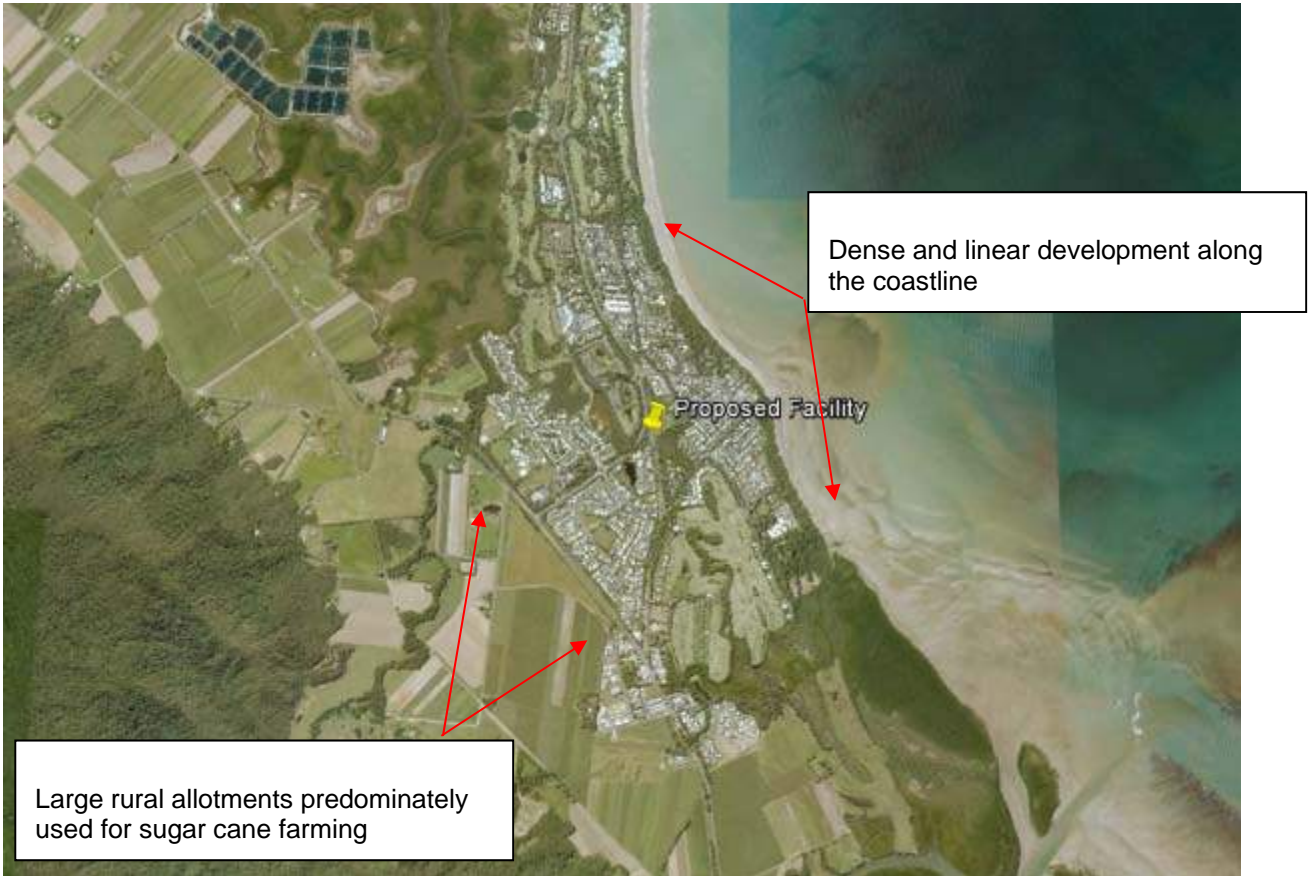 Dense and linear development along
the coastline
Proposed Facility
Large rural allotments predominately
used for sugar cane farming